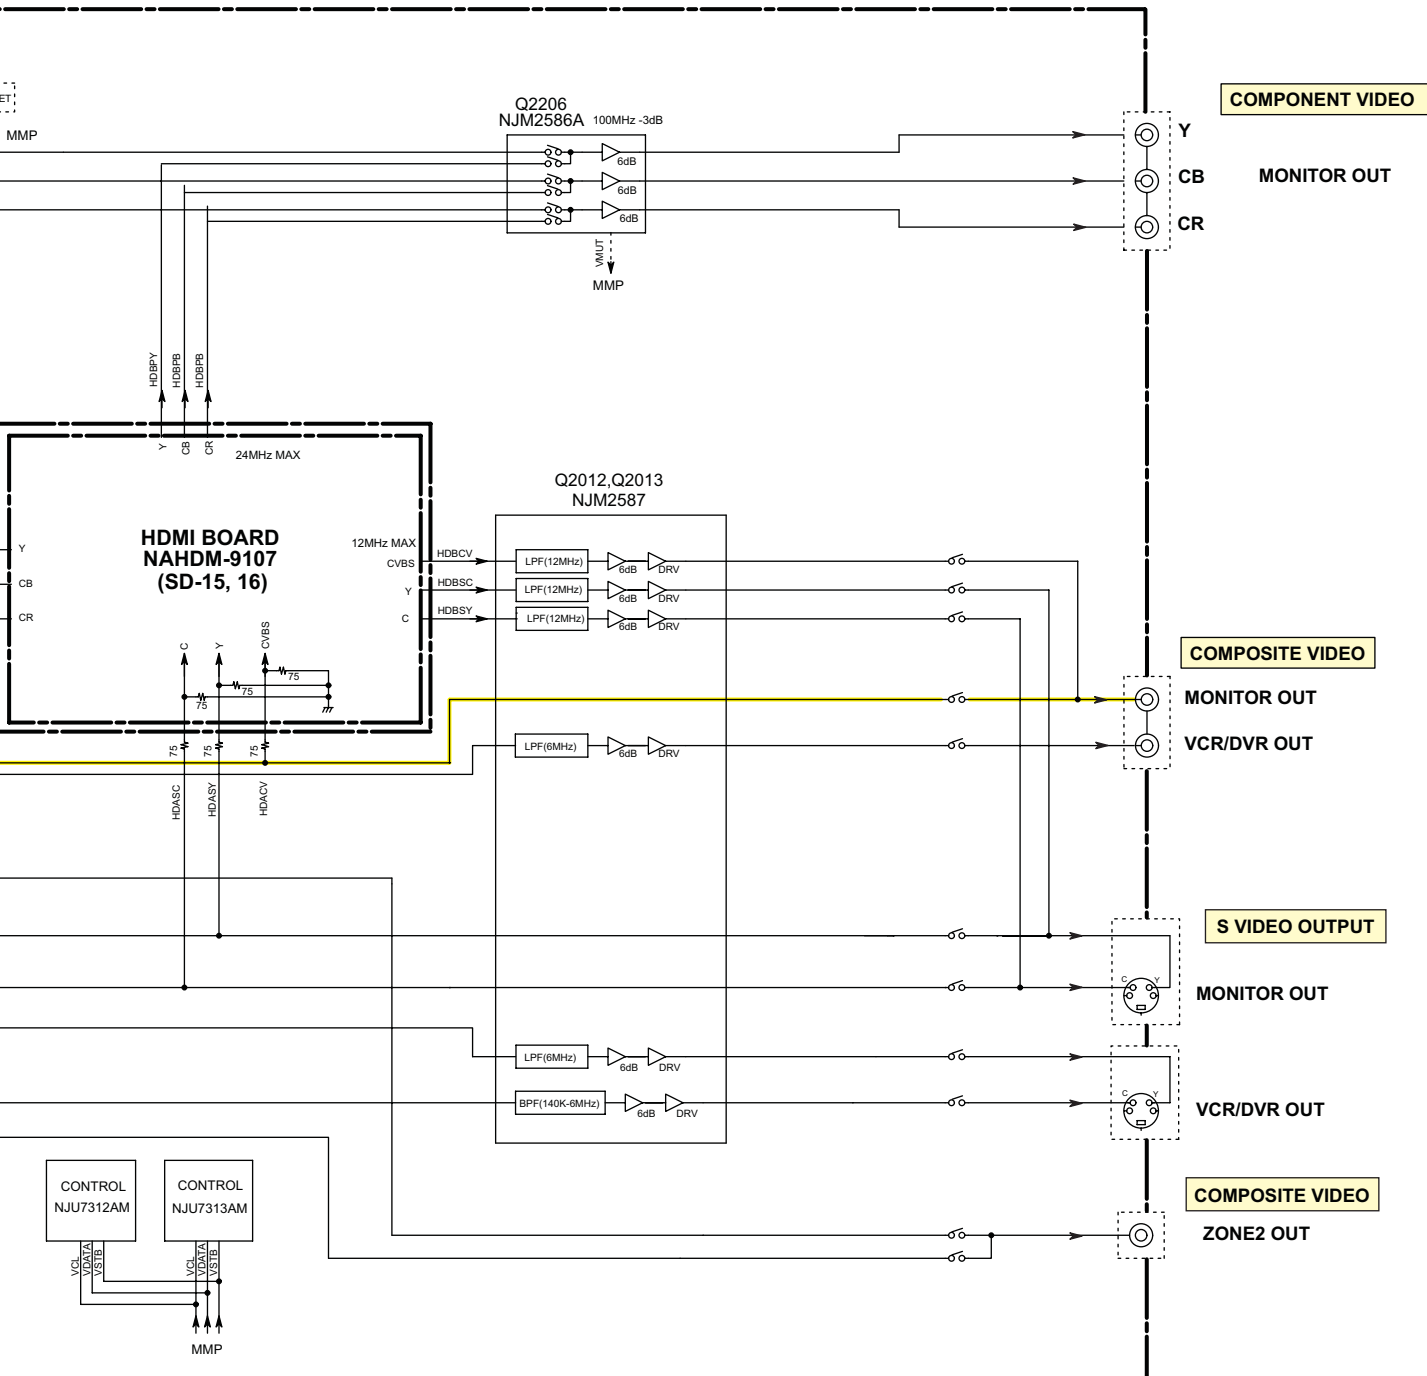 ET
MMP
Q2206
NJM2586A 100MHz -3dB
6dB
6dB
6dB
VMUT
MMP
COMPONENT VIDEO
Y
CB
CR
MONITOR OUT
HDBPY
HDBPB
HDBPB
Y
CB
CR
24MHz MAX
HDMI BOARD
NAHDM-9107
(SD-15, 16)
Y
CB
CR
12MHz MAX
CVBS
Y
C
HDBCV
HDBSC
HDBSY
C
Y
CVBS
75
75
75
75
75
75
HDASC
HDASY
HDACV
Q2012,Q2013
NJM2587
LPF(12MHz)
6dB
DRV
LPF(12MHz)
6dB
DRV
LPF(12MHz)
6dB
DRV
LPF(6MHz)
6dB
DRV
COMPOSITE VIDEO
MONITOR OUT
VCR/DVR OUT
S VIDEO OUTPUT
C
Y
MONITOR OUT
LPF(6MHz)
6dB
DRV
BPF(140K-6MHz)
6dB
DRV
C
Y
VCR/DVR OUT
COMPOSITE VIDEO
ZONE2 OUT
CONTROL
NJU7312AM
CONTROL
NJU7313AM
VCL
VDATA
VSTB
VCL
VDATA
VSTB
MMP